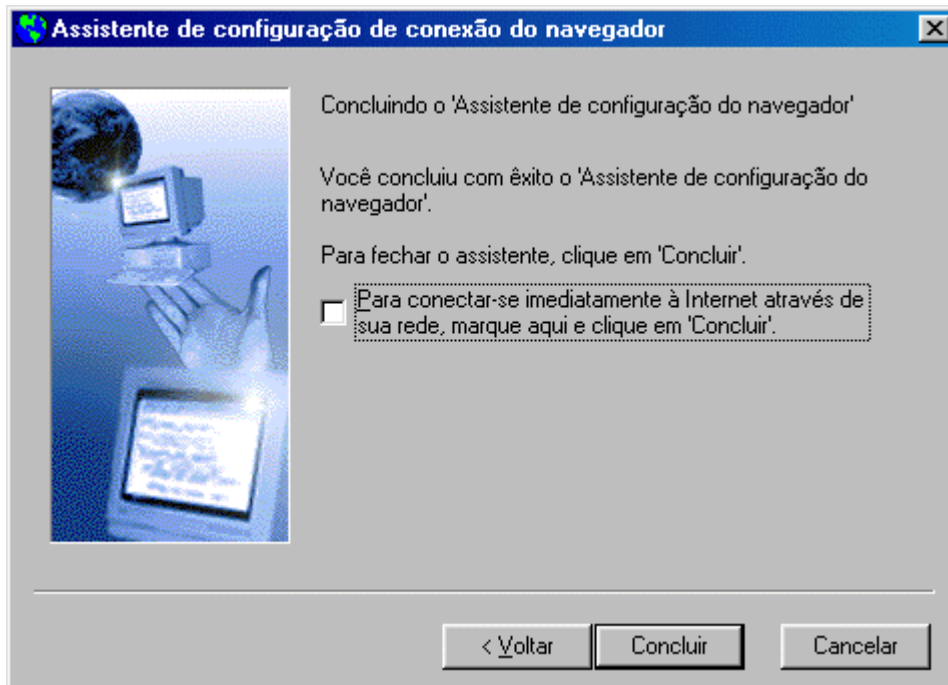 Assistente de configuração de conexão do navegador
Concluindo o 'Assistente de configuração do navegador'
Você concluiu com êxito o 'Assistente de configuração do
navegador'.
Para fechar o assistente, clique em 'Concluir'.
Para conectar-se imediatamente à Internet através de
sua rede, marque aqui e clique em 'Concluir'.
< Voltar
Concluir
Cancelar